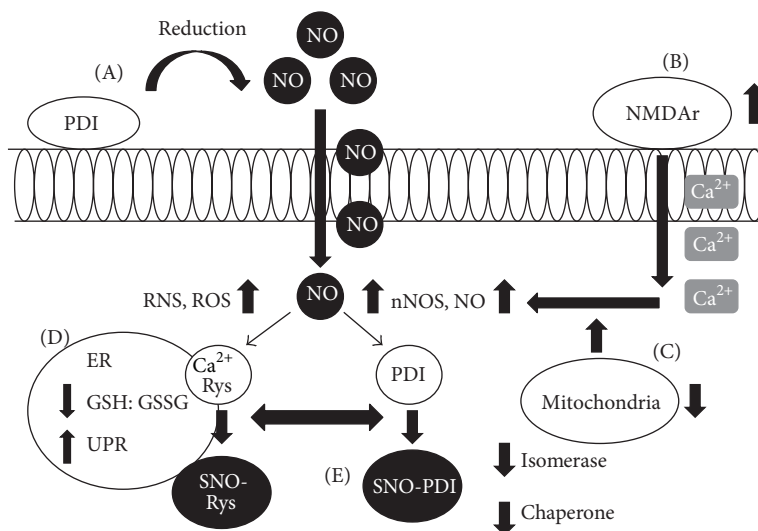 Reduction
NO
NO
NO
NO
(A)
PDI
(B)
NMDAr
NO
NO
Ca2+
Ca2+
Ca2+
RNS, ROS
NO
nNOS, NO
(D)
ER
GSH: GSSG
UPR
Ca2+
Rys
PDI
(C)
Mitochondria
SNO-
Rys
(E)
SNO-PDI
Isomerase
Chaperone